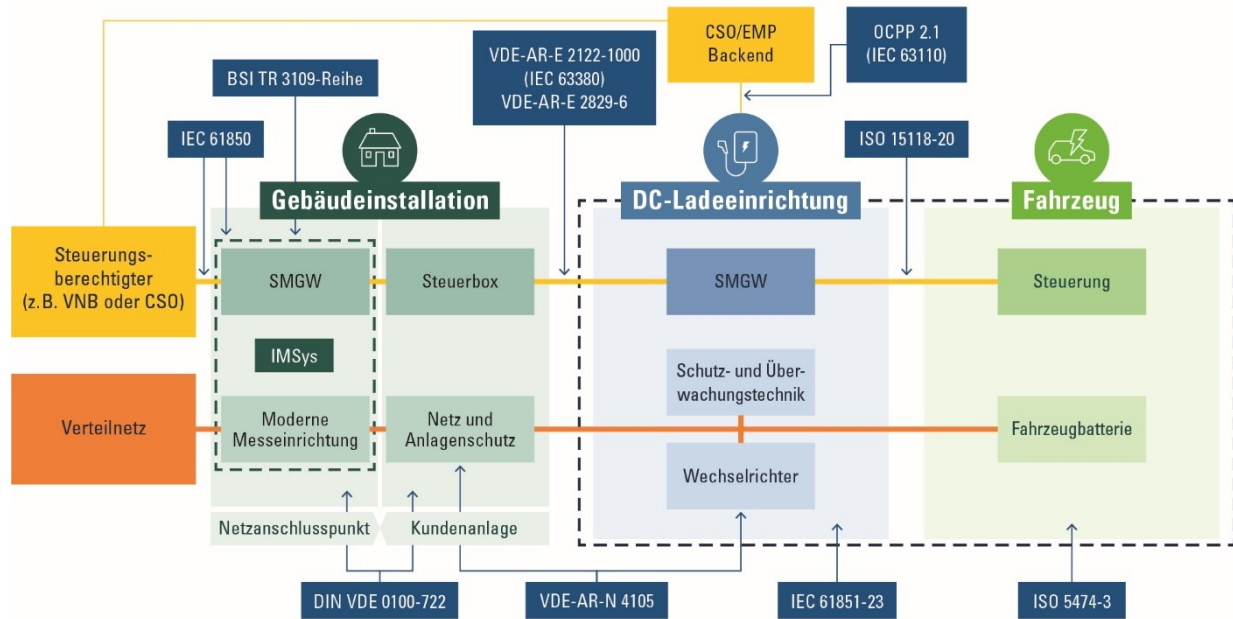 CSO/EMP
Backend
OCPP 2.1
(IEC 63110)
BSI TR 3109-Reihe
VDE-AR-E 2122-1000
(IEC 63380)
VDE-AR-E 2829-6
IEC 61850
ISO 15118-20
Gebäudeinstallation
DC-Ladeeinrichtung
Fahrzeug
Steuerungs-
berechtigter
(z.B. VNB oder CSO)
SMGW
Steuerbox
SMGW
Steuerung
IMSys
Schutz- und Über-
wachungstechnik
Verteilnetz
Moderne
Messeinrichtung
Netz und
Anlagenschutz
Fahrzeugbatterie
Wechselrichter
Netzanschlusspunkt
Kundenanlage
DIN VDE 0100-722
VDE-AR-N 4105
IEC 61851-23
ISO 5474-3